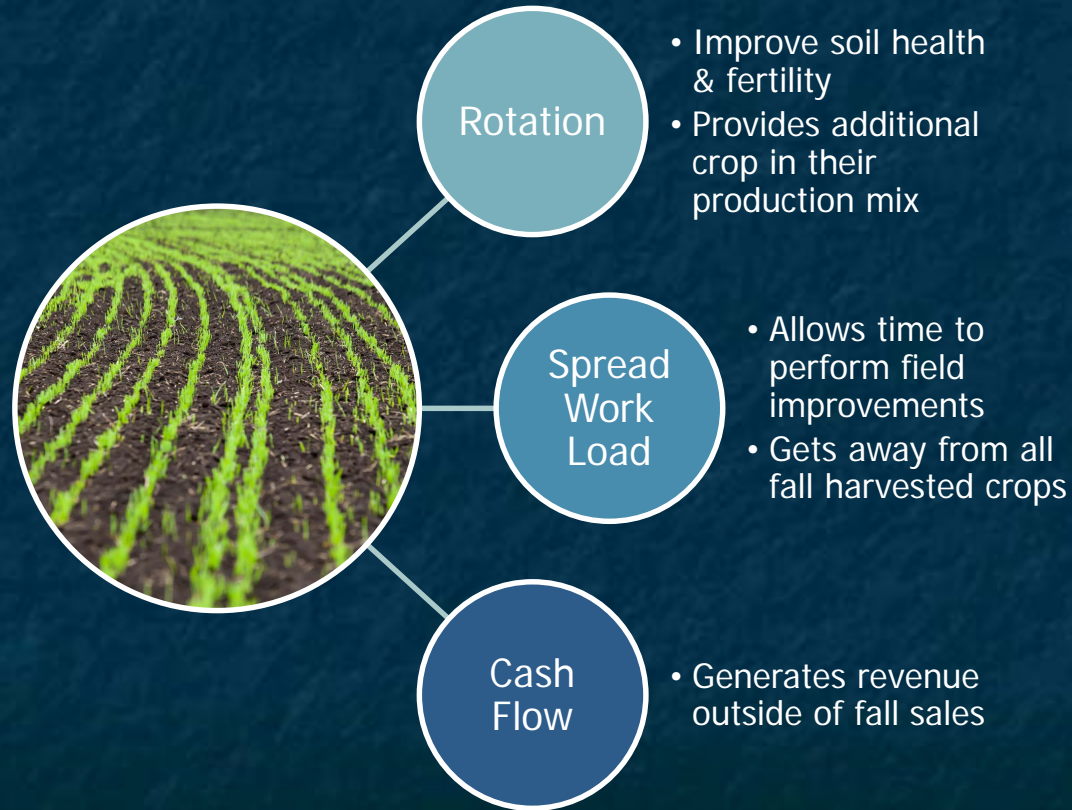 Rotation
• Improve soil health
& fertility
• Provides additional
crop in their
production mix
Spread
Work
Load
• Allows time to
perform field
improvements
• Gets away from all
fall harvested crops
Cash
Flow
• Generates revenue
outside of fall sales